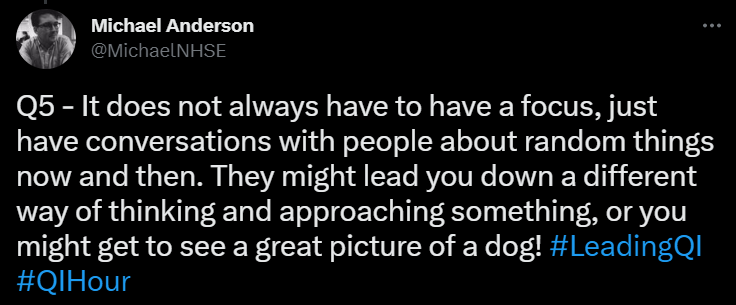 Michael Anderson
@MichaelNHSE
Q5 - It does not always have to have a focus, just
have conversations with people about random things
now and then. They might lead you down a different
way of thinking and approaching something, or you
might get to see a great picture of a dog! #LeadingQI
#QIHour